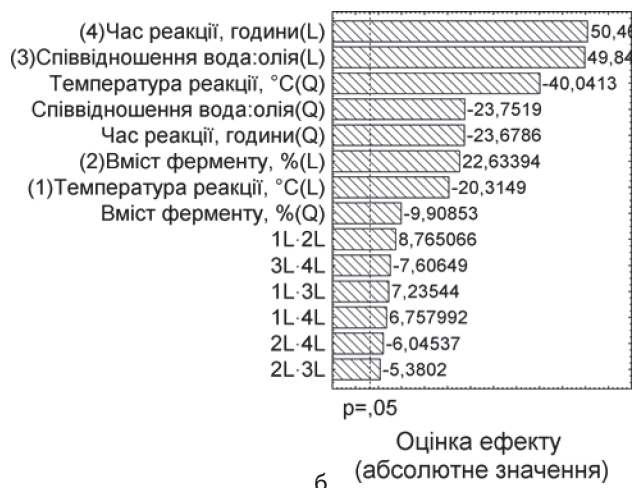 (4)Час реакції, години(L) 50,46
(3)Співвідношення вода:олія(L) 49,84
Температура реакції, °C(Q) -40,0413
Співвідношення вода:олія(Q) -23,7519
Час реакції, години(Q) -23,6786
(2)Вміст ферменту, %(L) 22,63394
(1)Температура реакції, °C(L) -20,3149
Вміст ферменту, %(Q) -9,90853
1L·2L 8,765066
3L·4L -7,60649
1L·3L 7,23544
1L·4L 6,757992
2L·4L -6,04537
2L·3L -5,3802
p=,05
Оцінка ефекту
(абсолютне значення)
б